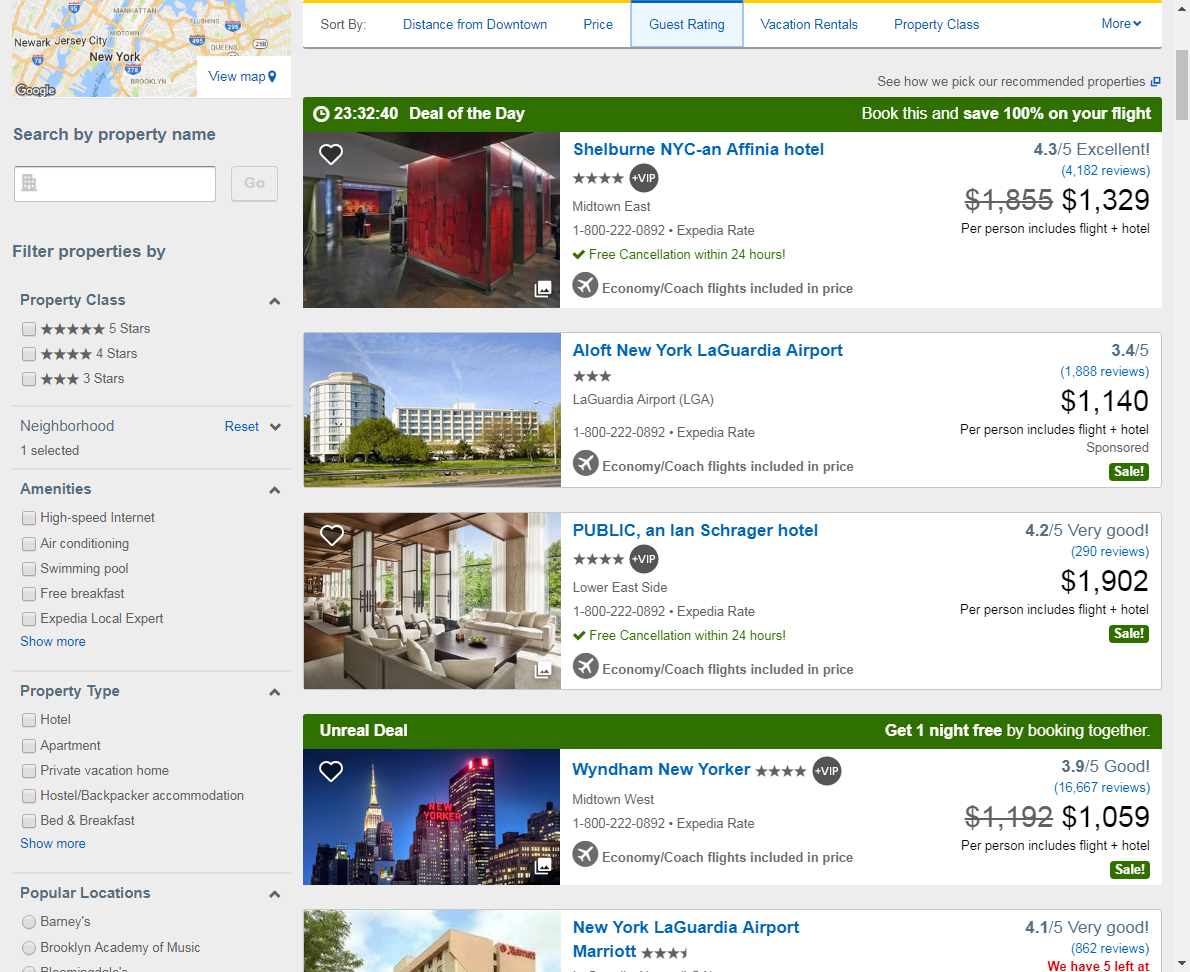 MANHATTAN
FLUSHING
Newark
Jersey City
MIDTOWN
QUEENS
New York
BROOKLYN
95
295
495
25B
78
278
Google
View map
Search by property name
Go
Filter properties by
Property Class
★★★★★ 5 Stars
★★★★ 4 Stars
★★★ 3 Stars
Neighborhood
Reset
1 selected
Amenities
High-speed Internet
Air conditioning
Swimming pool
Free breakfast
Expedia Local Expert
Show more
Property Type
Hotel
Apartment
Private vacation home
Hostel/Backpacker accommodation
Bed & Breakfast
Show more
Popular Locations
Barney's
Brooklyn Academy of Music
Bloomingdale's
Sort By: Distance from Downtown Price Guest Rating Vacation Rentals Property Class More
See how we pick our recommended properties
23:32:40 Deal of the Day Book this and save 100% on your flight
Shelburne NYC-an Affinia hotel
★★★★ +VIP
Midtown East
1-800-222-0892 • Expedia Rate
Free Cancellation within 24 hours!
Economy/Coach flights included in price
4.3/5 Excellent!
(4,182 reviews)
$1,855 $1,329
Per person includes flight + hotel
Aloft New York LaGuardia Airport
★★★
LaGuardia Airport (LGA)
1-800-222-0892 • Expedia Rate
Economy/Coach flights included in price
3.4/5
(1,888 reviews)
$1,140
Per person includes flight + hotel
Sponsored
Sale!
PUBLIC, an Ian Schrager hotel
★★★★ +VIP
Lower East Side
1-800-222-0892 • Expedia Rate
Free Cancellation within 24 hours!
Economy/Coach flights included in price
4.2/5 Very good!
(290 reviews)
$1,902
Per person includes flight + hotel
Sale!
Unreal Deal Get 1 night free by booking together.
NEW
YORKER
Wyndham New Yorker ★★★★ +VIP
Midtown West
1-800-222-0892 • Expedia Rate
Economy/Coach flights included in price
3.9/5 Good!
(16,667 reviews)
$1,192 $1,059
Per person includes flight + hotel
Sale!
Marriott
New York LaGuardia Airport
Marriott
4.1/5 Very good!
(862 reviews)
We have 5 left at